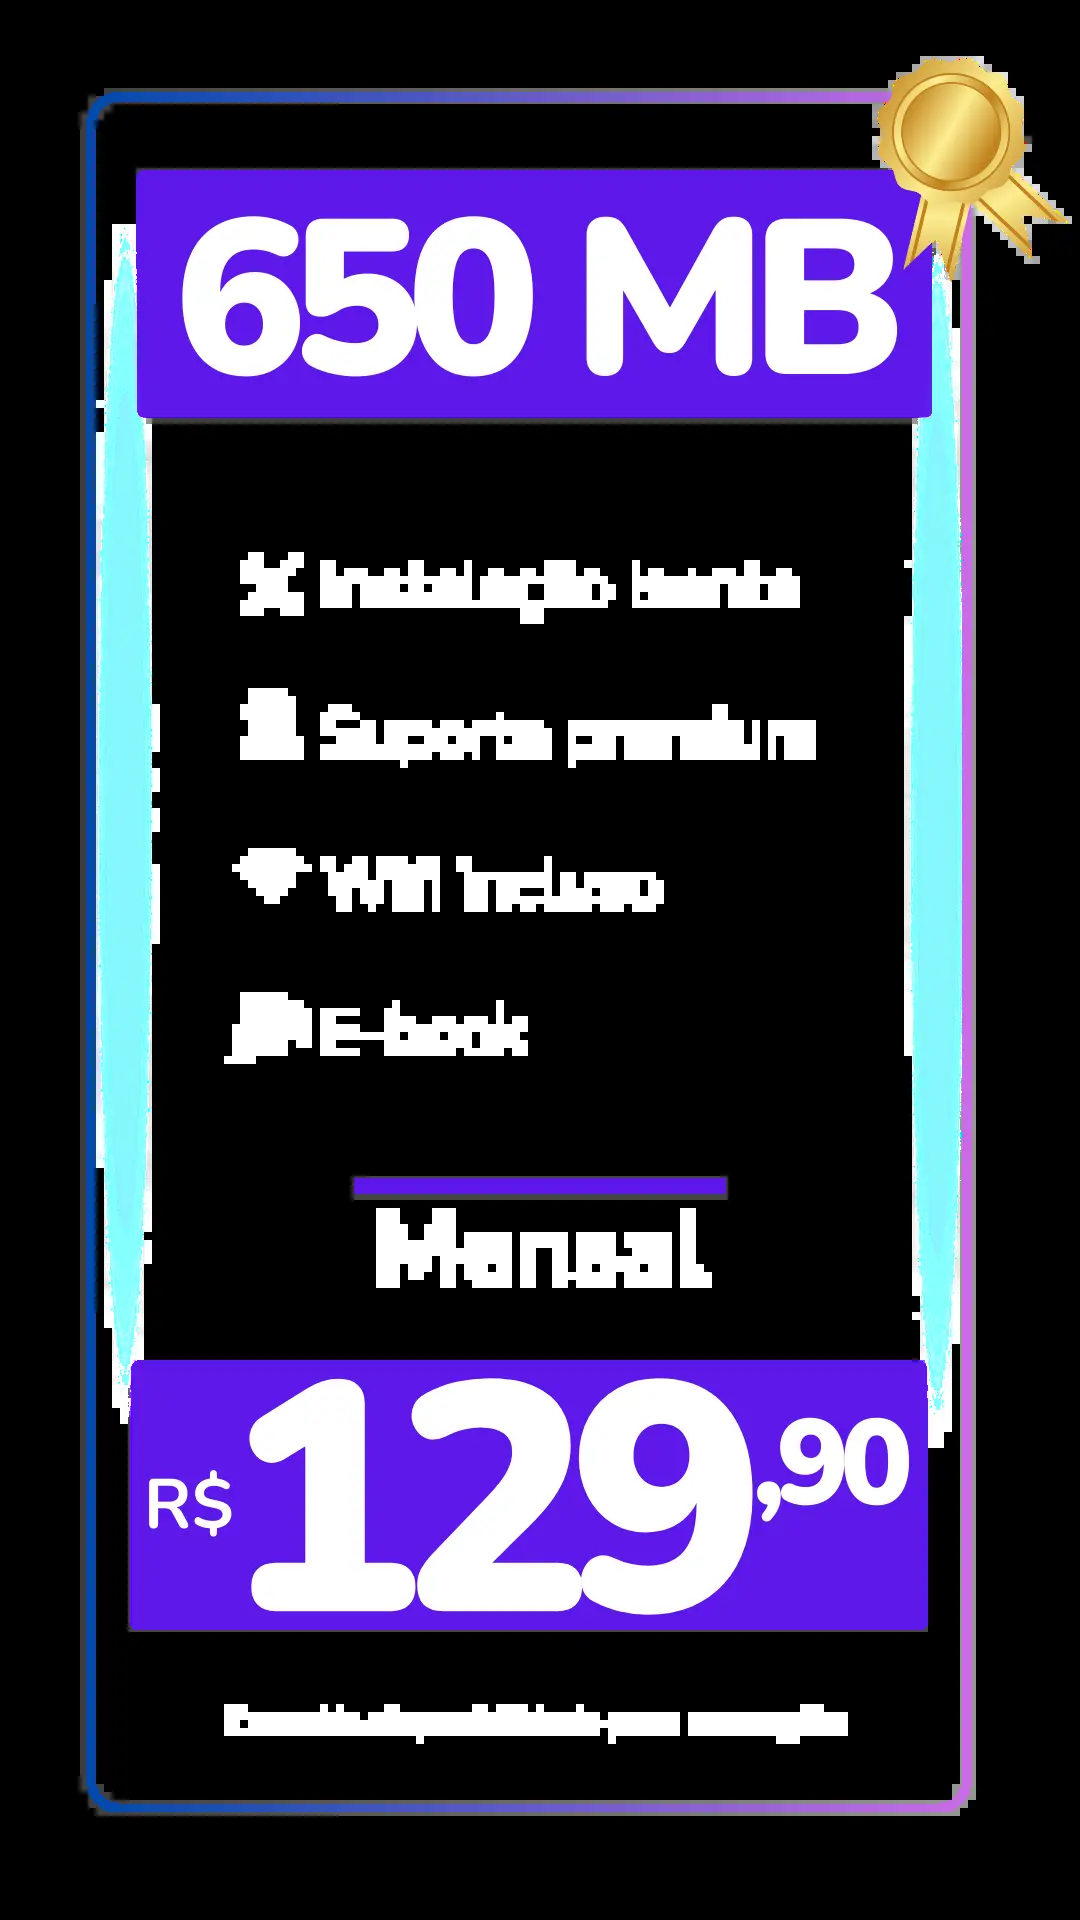 650 MB
Instalação isenta
Suporte premium
Wifi incluso
E-book
Mensal
R$129,90